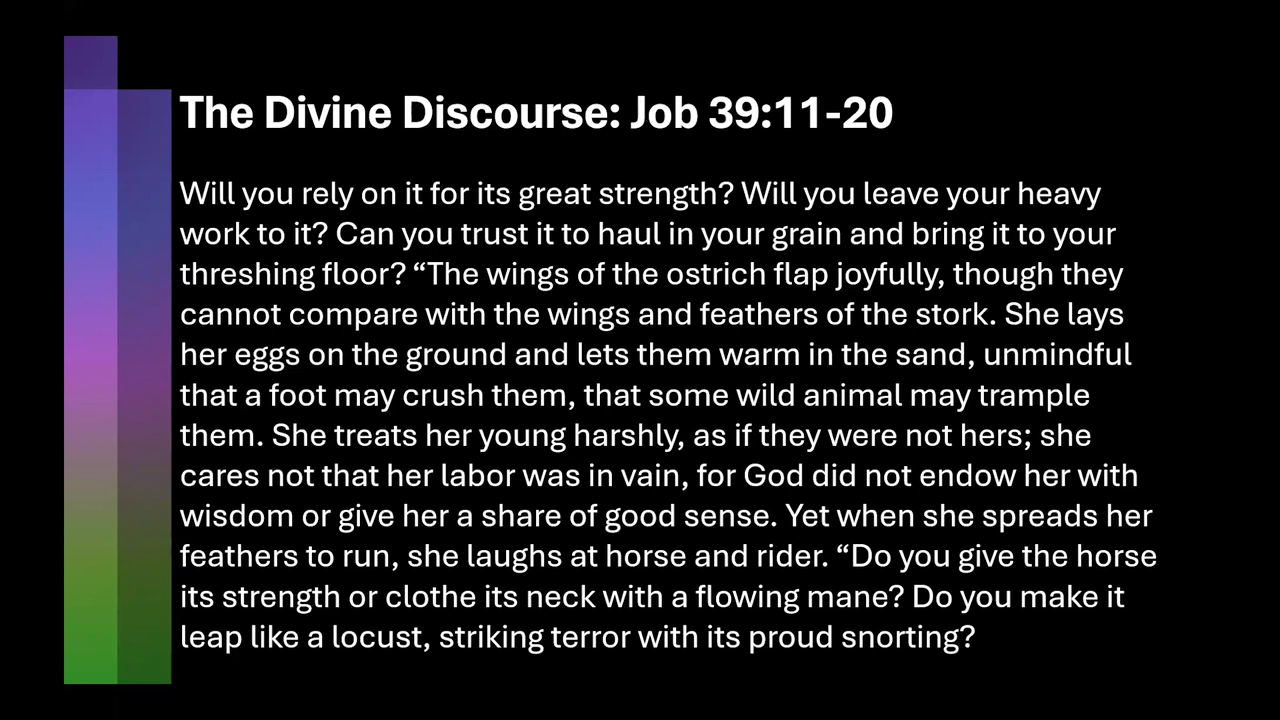 The Divine Discourse: Job 39:11-20
Will you rely on it for its great strength? Will you leave your heavy
work to it? Can you trust it to haul in your grain and bring it to your
threshing floor? “The wings of the ostrich flap joyfully, though they
cannot compare with the wings and feathers of the stork. She lays
her eggs on the ground and lets them warm in the sand, unmindful
that a foot may crush them, that some wild animal may trample
them. She treats her young harshly, as if they were not hers; she
cares not that her labor was in vain, for God did not endow her with
wisdom or give her a share of good sense. Yet when she spreads her
feathers to run, she laughs at horse and rider. “Do you give the horse
its strength or clothe its neck with a flowing mane? Do you make it
leap like a locust, striking terror with its proud snorting?